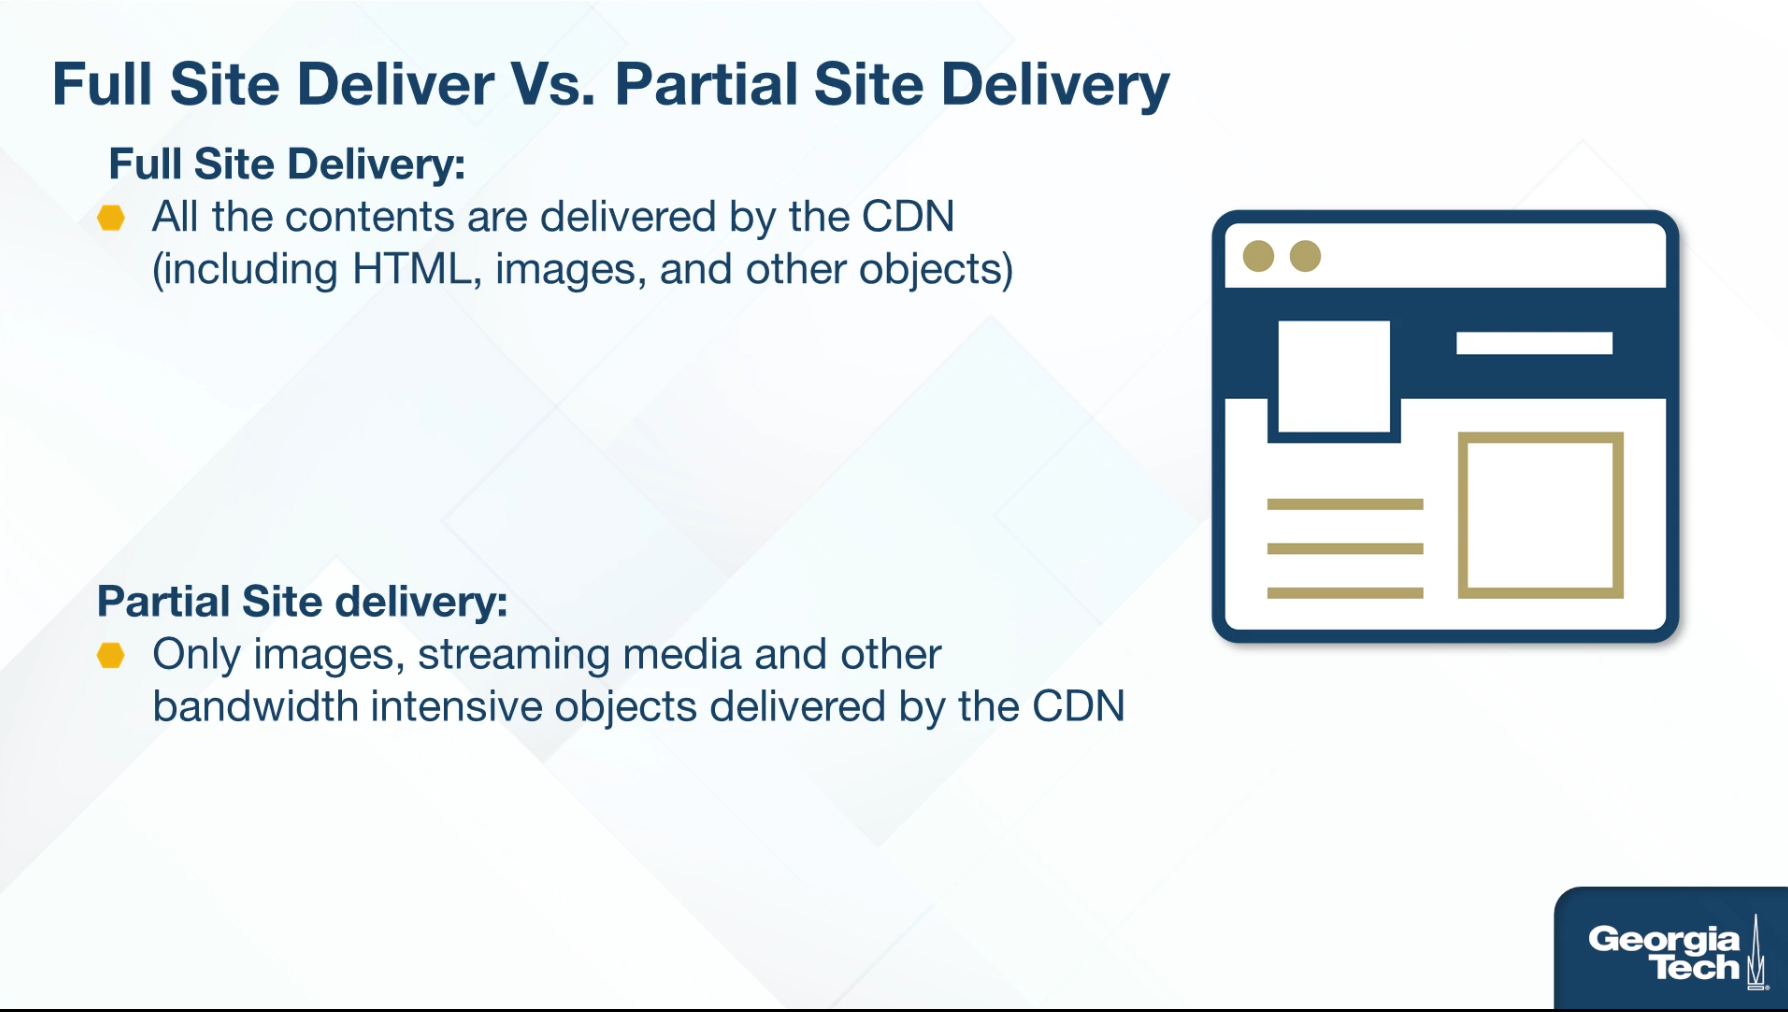 Full Site Deliver Vs. Partial Site Delivery
Full Site Delivery:
All the contents are delivered by the CDN
(including HTML, images, and other objects)
Partial Site delivery:
Only images, streaming media and other
bandwidth intensive objects delivered by the CDN
Georgia
Tech